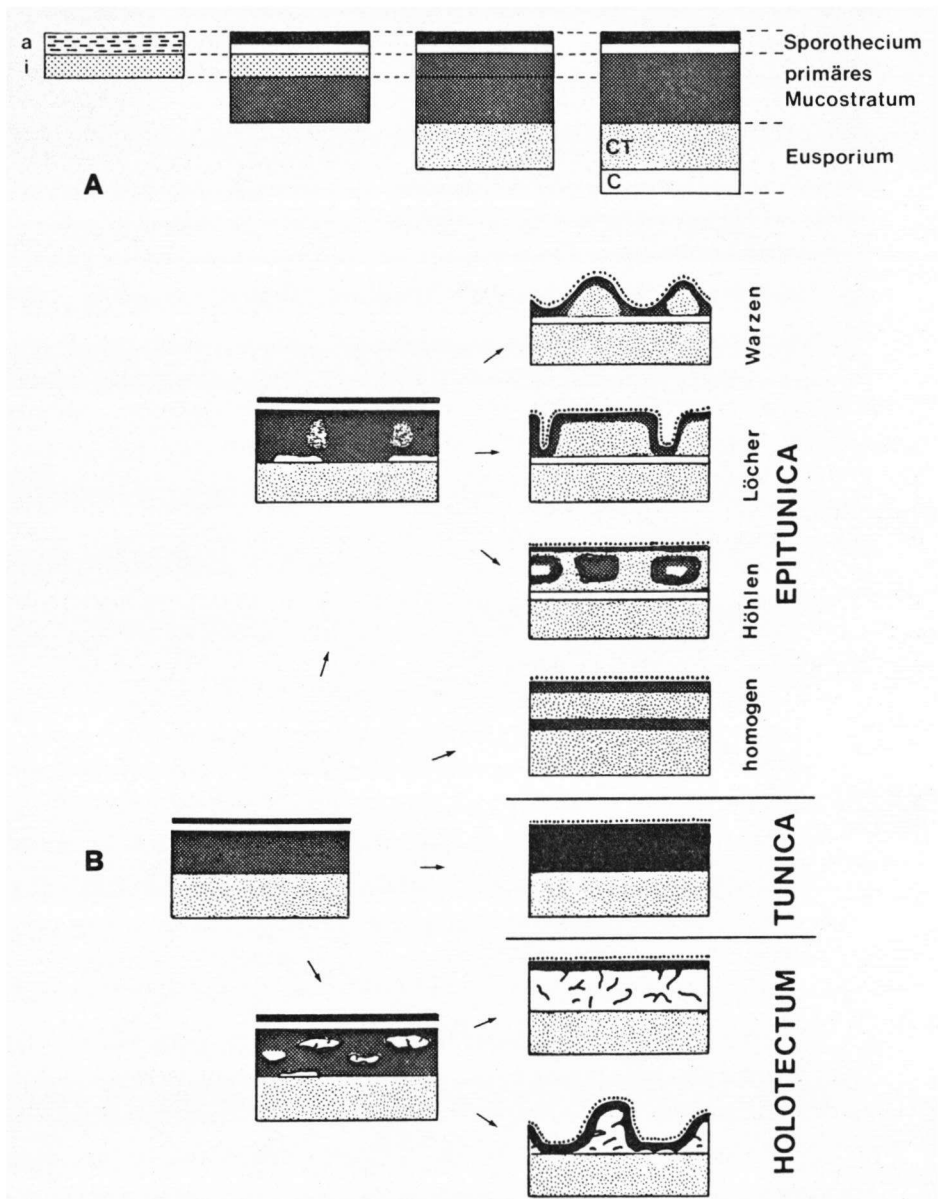 a
i
Sporothecium
primäres
Mucostratum
CT
Eusporium
C
A
Warzen
Löcher
Höhlen
homogen
EPITUNICA
B
TUNICA
HOLOTECTUM